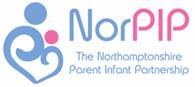 NorPIP
The Northamptonshire
Parent Infant Partnership